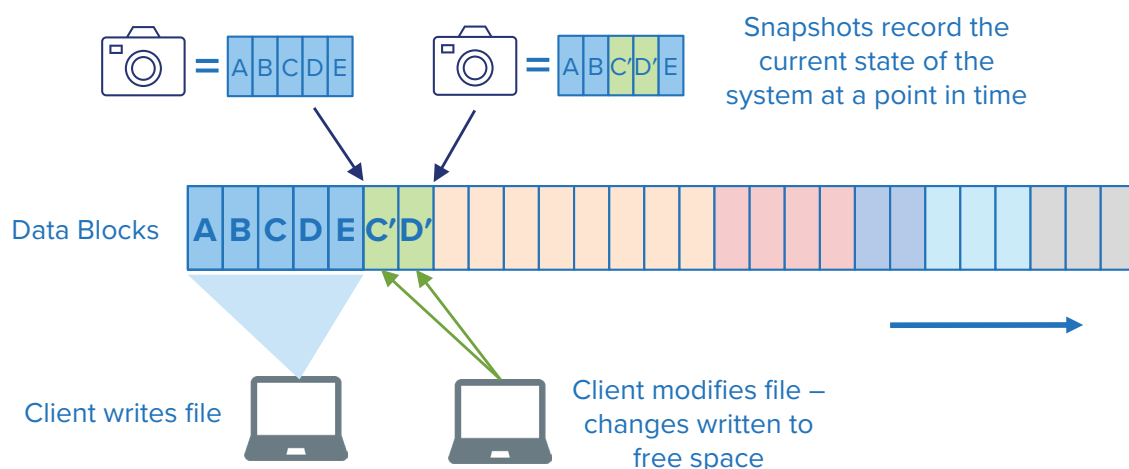 = A B C D E
= A B C′ D′ E
Snapshots record the
current state of the
system at a point in time
Data Blocks
A B C D E C′ D′
Client writes file
Client modifies file –
changes written to
free space